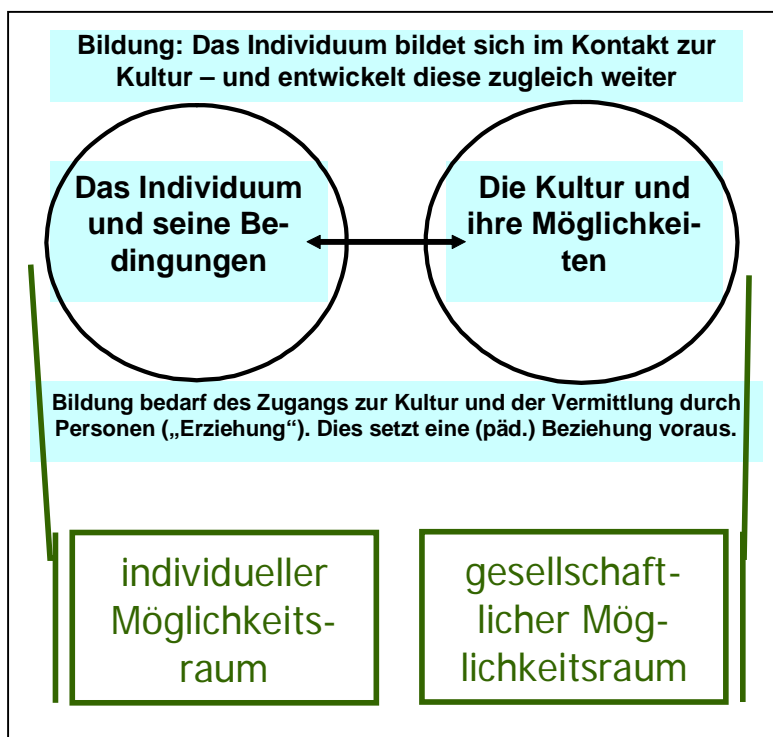 Bildung: Das Individuum bildet sich im Kontakt zur
Kultur – und entwickelt diese zugleich weiter
Das Individuum
und seine Be-
dingungen
Die Kultur und
ihre Möglichkei-
ten
Bildung bedarf des Zugangs zur Kultur und der Vermittlung durch
Personen („Erziehung“). Dies setzt eine (päd.) Beziehung voraus.
individueller
Möglichkeits-
raum
gesellschaft-
licher Mög-
lichkeitsraum